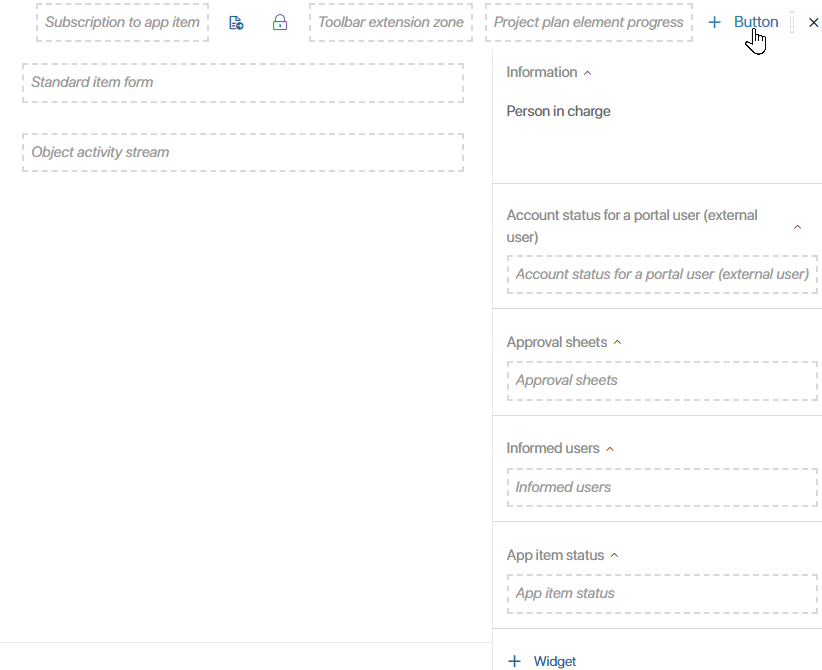 Subscription to app item
Toolbar extension zone
Project plan element progress
+ Button
Standard item form
Object activity stream
Information
Person in charge
Account status for a portal user (external
user)
Account status for a portal user (external user)
Approval sheets
Approval sheets
Informed users
Informed users
App item status
App item status
+ Widget